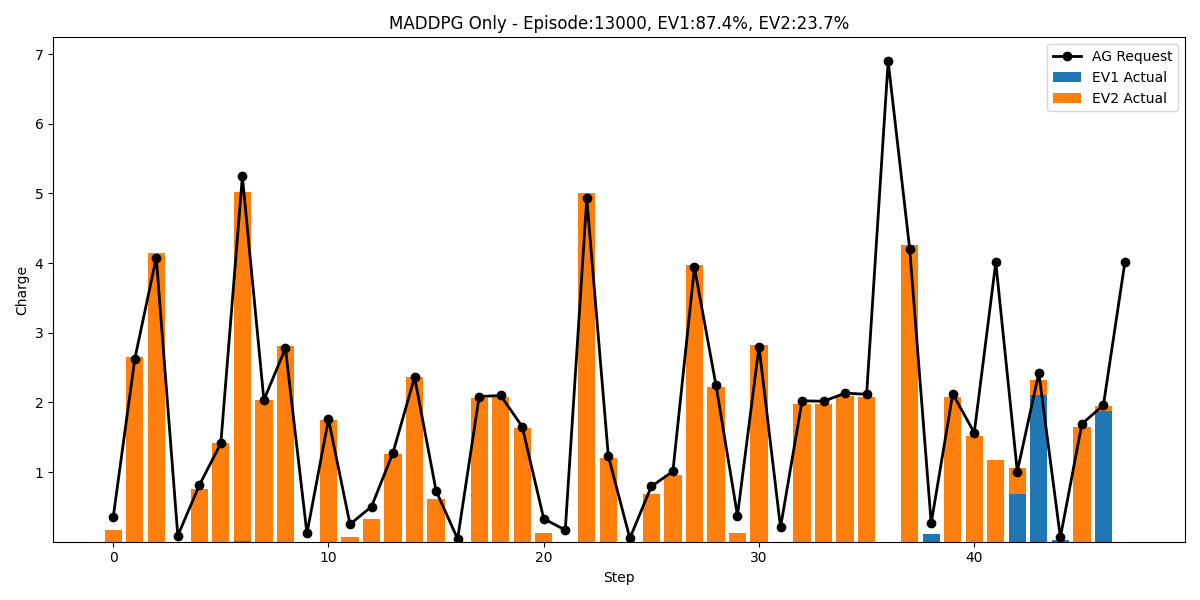 MADDPG Only - Episode:13000, EV1:87.4%, EV2:23.7%
AG Request
EV1 Actual
EV2 Actual
Charge
7
6
5
4
3
2
1
0
10
20
30
40
Step